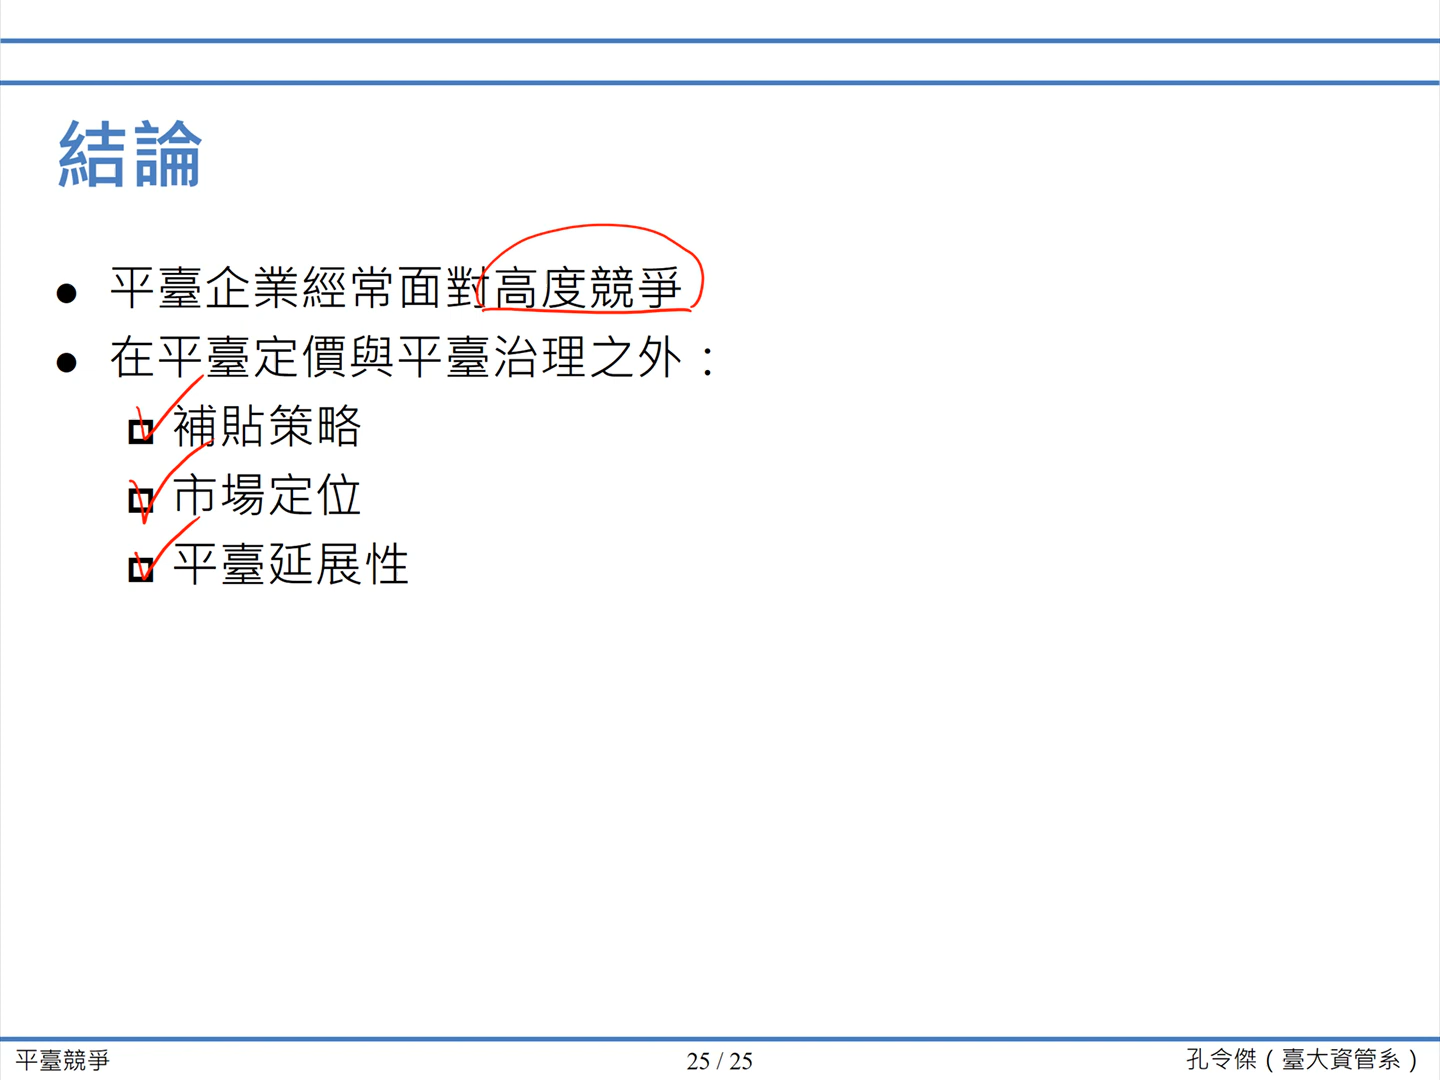 結論
● 平臺企業經常面對高度競爭
● 在平臺定價與平臺治理之外：
補貼策略
市場定位
平臺延展性
平臺競爭
25 / 25
孔令傑（臺大資管系）